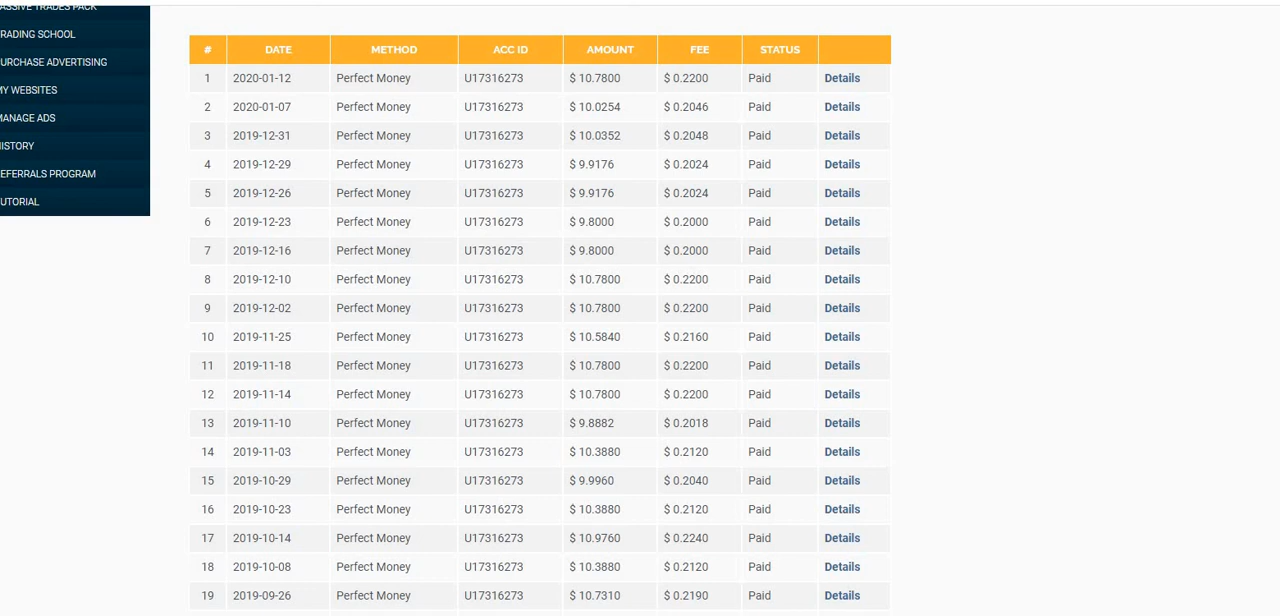 ASSIVE TRADES PACK
RADING SCHOOL
URCHASE ADVERTISING
MY WEBSITES
MANAGE ADS
ISTORY
EFERRALS PROGRAM
UTORIAL
# DATE METHOD ACC ID AMOUNT FEE STATUS
1 2020-01-12 Perfect Money U17316273 $ 10.7800 $ 0.2200 Paid Details
2 2020-01-07 Perfect Money U17316273 $ 10.0254 $ 0.2046 Paid Details
3 2019-12-31 Perfect Money U17316273 $ 10.0352 $ 0.2048 Paid Details
4 2019-12-29 Perfect Money U17316273 $ 9.9176 $ 0.2024 Paid Details
5 2019-12-26 Perfect Money U17316273 $ 9.9176 $ 0.2024 Paid Details
6 2019-12-23 Perfect Money U17316273 $ 9.8000 $ 0.2000 Paid Details
7 2019-12-16 Perfect Money U17316273 $ 9.8000 $ 0.2000 Paid Details
8 2019-12-10 Perfect Money U17316273 $ 10.7800 $ 0.2200 Paid Details
9 2019-12-02 Perfect Money U17316273 $ 10.7800 $ 0.2200 Paid Details
10 2019-11-25 Perfect Money U17316273 $ 10.5840 $ 0.2160 Paid Details
11 2019-11-18 Perfect Money U17316273 $ 10.7800 $ 0.2200 Paid Details
12 2019-11-14 Perfect Money U17316273 $ 10.7800 $ 0.2200 Paid Details
13 2019-11-10 Perfect Money U17316273 $ 9.8882 $ 0.2018 Paid Details
14 2019-11-03 Perfect Money U17316273 $ 10.3880 $ 0.2120 Paid Details
15 2019-10-29 Perfect Money U17316273 $ 9.9960 $ 0.2040 Paid Details
16 2019-10-23 Perfect Money U17316273 $ 10.3880 $ 0.2120 Paid Details
17 2019-10-14 Perfect Money U17316273 $ 10.9760 $ 0.2240 Paid Details
18 2019-10-08 Perfect Money U17316273 $ 10.3880 $ 0.2120 Paid Details
19 2019-09-26 Perfect Money U17316273 $ 10.7310 $ 0.2190 Paid Details